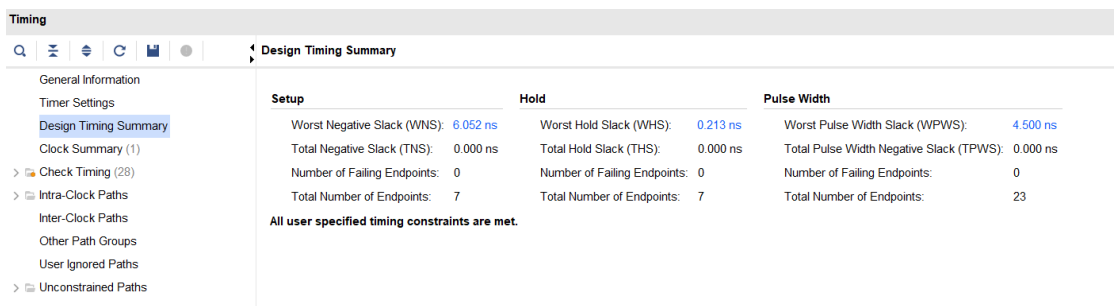 Timing
Design Timing Summary
General Information
Timer Settings
Design Timing Summary
Clock Summary (1)
Check Timing (28)
Intra-Clock Paths
Inter-Clock Paths
Other Path Groups
User Ignored Paths
Unconstrained Paths
Setup Hold Pulse Width
Worst Negative Slack (WNS): 6.052 ns Worst Hold Slack (WHS): 0.213 ns Worst Pulse Width Slack (WPWS): 4.500 ns
Total Negative Slack (TNS): 0.000 ns Total Hold Slack (THS): 0.000 ns Total Pulse Width Negative Slack (TPWS): 0.000 ns
Number of Failing Endpoints: 0 Number of Failing Endpoints: 0 Number of Failing Endpoints: 0
Total Number of Endpoints: 7 Total Number of Endpoints: 7 Total Number of Endpoints: 23
All user specified timing constraints are met.